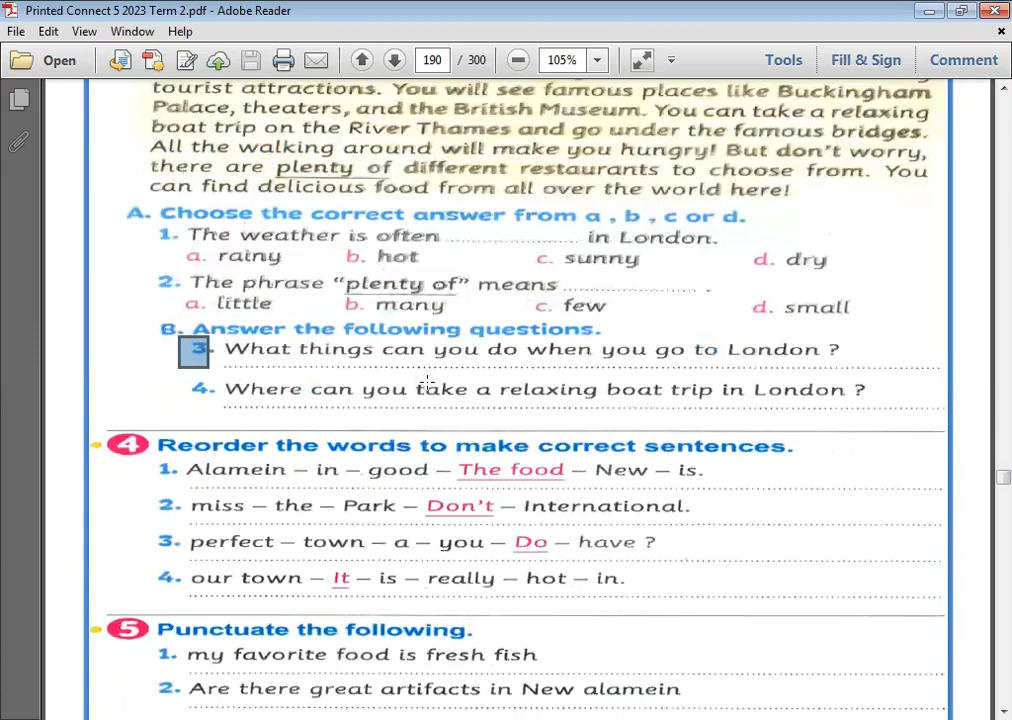 Printed Connect 5 2023 Term 2.pdf - Adobe Reader
File Edit View Window Help
Open 190 / 300 105% Tools Fill & Sign Comment
tourist attractions. You will see famous places like Buckingham
Palace, theaters, and the British Museum. You can take a relaxing
boat trip on the River Thames and go under the famous bridges.
All the walking around will make you hungry! But don't worry,
there are plenty of different restaurants to choose from. You
can find delicious food from all over the world here!
A. Choose the correct answer from a , b , c or d.
1. The weather is often ........................ in London.
a. rainy b. hot c. sunny d. dry
2. The phrase "plenty of" means ........................ .
a. little b. many c. few d. small
B. Answer the following questions.
3. What things can you do when you go to London ?
4. Where can you take a relaxing boat trip in London ?
4 Reorder the words to make correct sentences.
1. Alamein – in – good – The food – New – is.
2. miss – the – Park – Don't – International.
3. perfect – town – a – you – Do – have ?
4. our town – It – is – really – hot – in.
5 Punctuate the following.
1. my favorite food is fresh fish
2. Are there great artifacts in New alamein